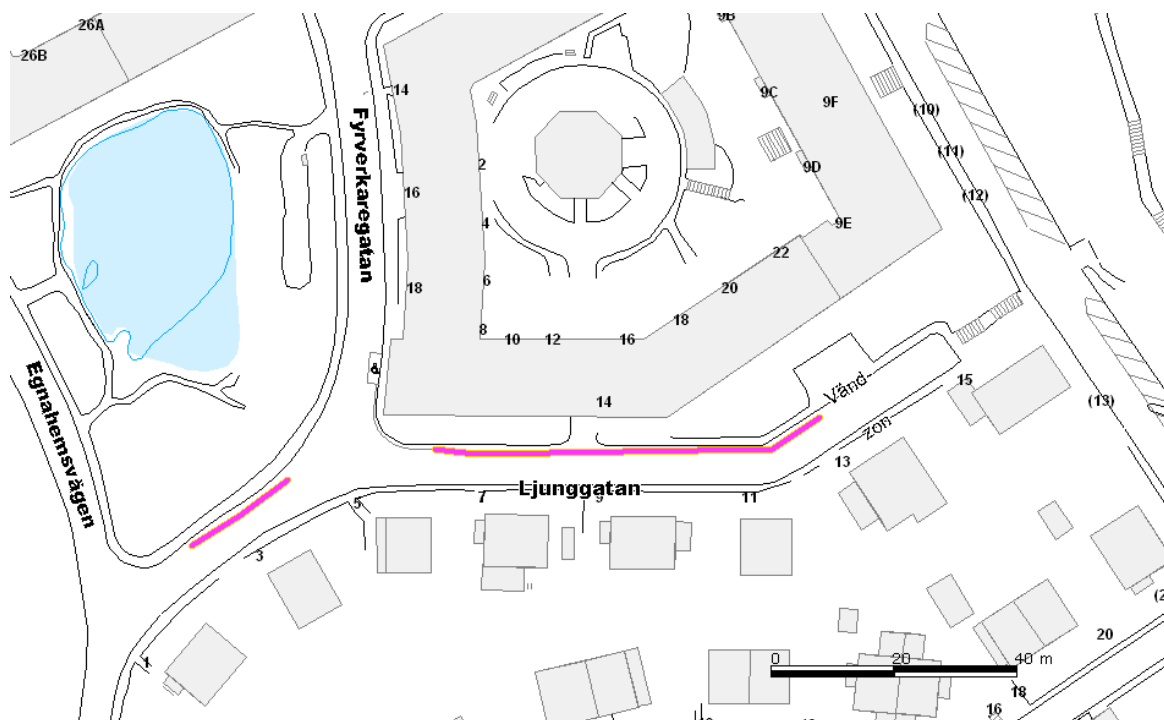 26A
26B
9B
14
9C
9F
(10)
(11)
Fyrverkaregatan
2
9D
16
(12)
4
9E
22
6
18
20
18
8
10
12
16
Egnahemsvägen
14
Vänd-
zon
15
(13)
13
Ljunggatan
5
7
9
11
3
1
20
0
20
40 m
18
16